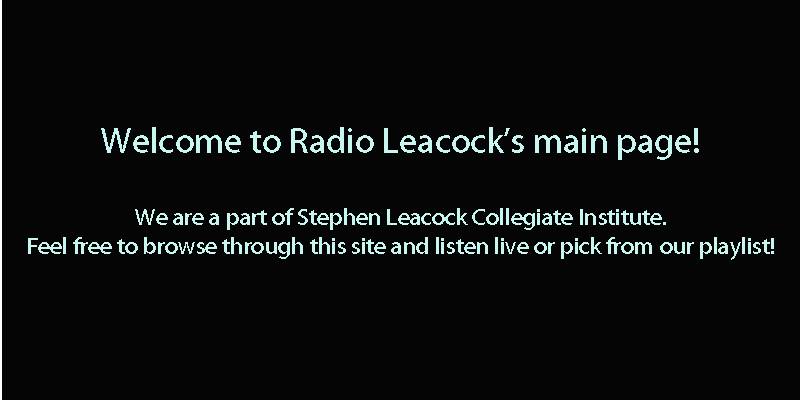 Welcome to Radio Leacock’s main page!
We are a part of Stephen Leacock Collegiate Institute.
Feel free to browse through this site and listen live or pick from our playlist!